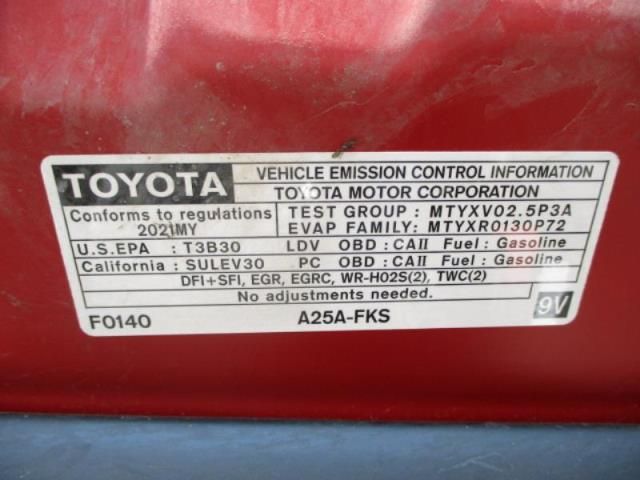 TOYOTA VEHICLE EMISSION CONTROL INFORMATION
TOYOTA MOTOR CORPORATION
Conforms to regulations TEST GROUP : MTYXV02.5P3A
2021MY EVAP FAMILY: MTYXR0130P72
U.S.EPA : T3B30 LDV OBD : CAII Fuel : Gasoline
California : SULEV30 PC OBD : CAII Fuel : Gasoline
DFI+SFI, EGR, EGRC, WR-HO2S(2), TWC(2)
No adjustments needed.
F0140 A25A-FKS 9V